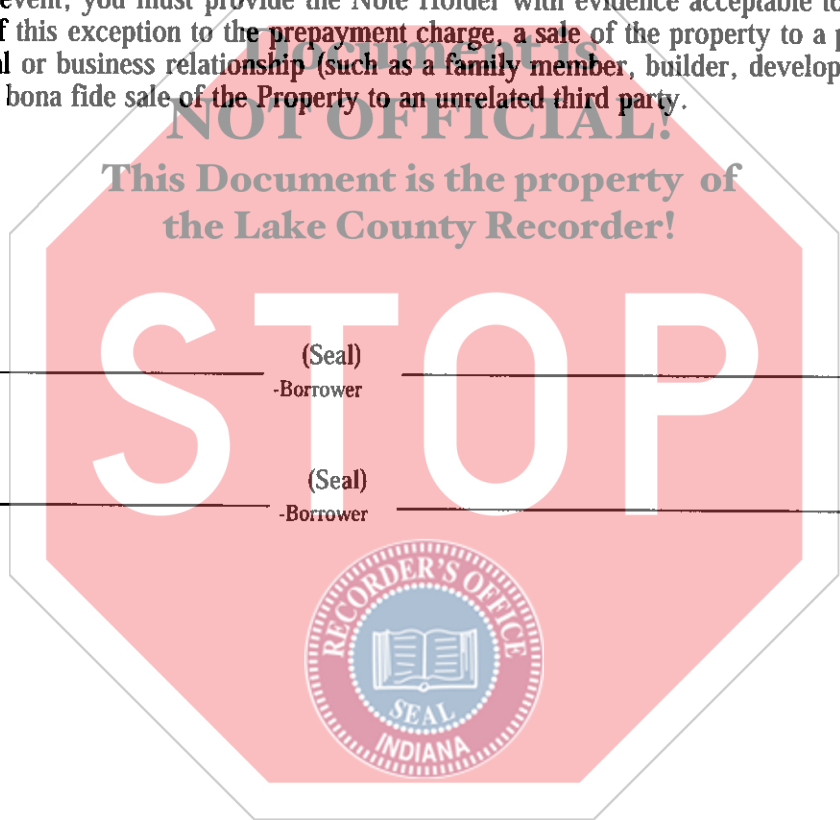 event, you must provide the Note Holder with evidence acceptable to
f this exception to the prepayment charge, a sale of the property to a
Document is
l or business relationship (such as a family member, builder, develop
bona fide sale of the Property to an unrelated third party.
NOT OFFICIAL!
This Document is the property of
the Lake County Recorder!
STOP
(Seal)
-Borrower
(Seal)
-Borrower
RECORDER'S OFFICE
SEAL
INDIANA